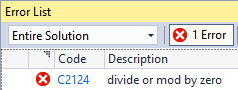 Error List
Entire Solution 1 Error
Code Description
C2124 divide or mod by zero